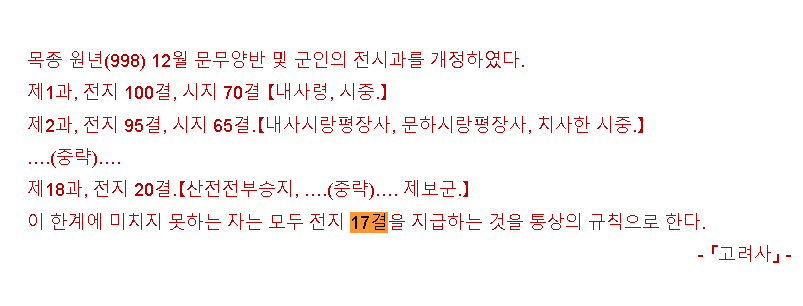 목종 원년(998) 12월 문무양반 및 군인의 전시과를 개정하였다.
제1과, 전지 100결, 시지 70결【내사령, 시중.】
제2과, 전지 95결, 시지 65결.【내사시랑평장사, 문하시랑평장사, 치사한 시중.】
....(중략)....
제18과, 전지 20결.【산전전부승지, ....(중략).... 제보군.】
이 한계에 미치지 못하는 자는 모두 전지 17결을 지급하는 것을 통상의 규칙으로 한다.
-「고려사」-